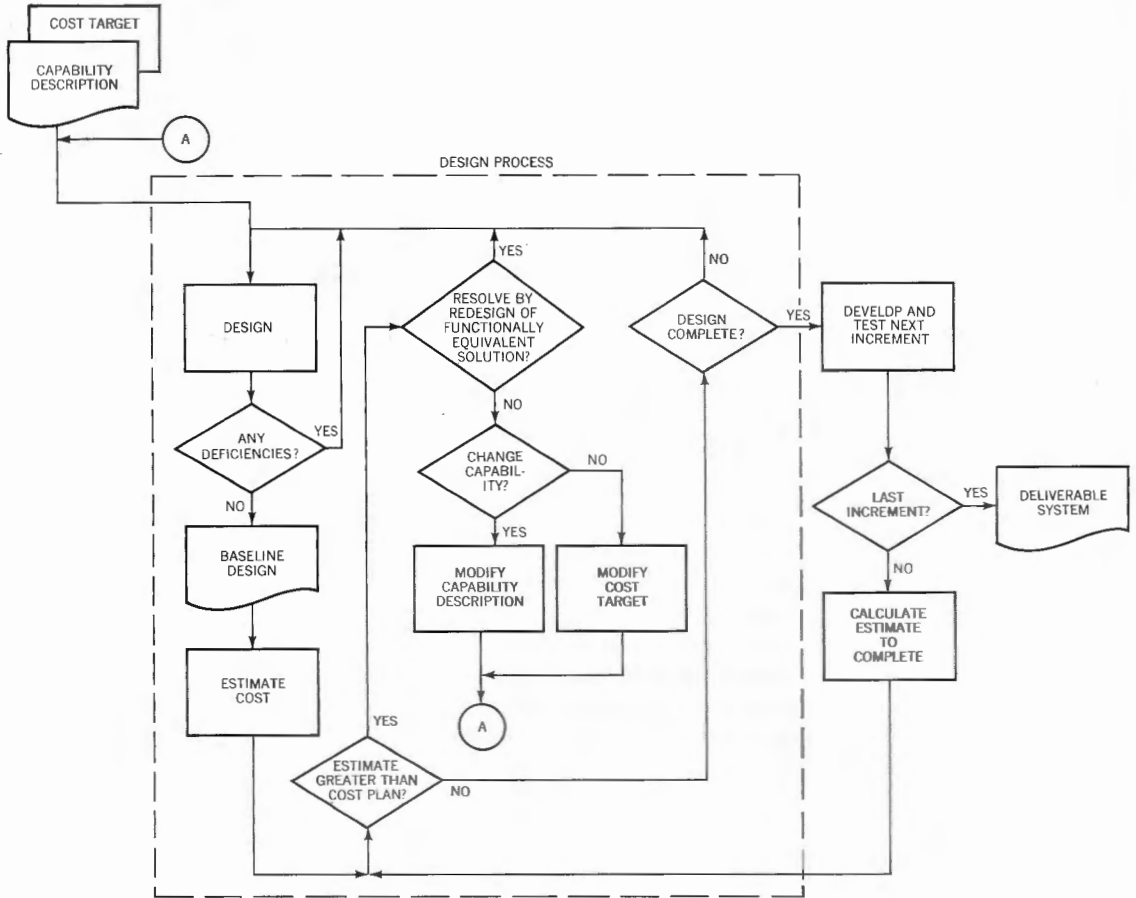 COST TARGET
CAPABILITY
DESCRIPTION
A
DESIGN PROCESS
YES
NO
RESOLVE BY
REDESIGN OF
FUNCTIONALLY
EQUIVALENT
SOLUTION?
DESIGN
DESIGN
COMPLETE?
YES
DEVELDP AND
TEST NEXT
INCREMENT
NO
YES
ANY
DEFICIENCIES?
CHANGE
CAPABIL-
ITY?
NO
NO
YES
LAST
INCREMENT?
YES
DELIVERABLE
SYSTEM
BASELINE
DESIGN
MODIFY
CAPABILITY
DESCRIPTION
MODIFY
COST
TARGET
NO
CALCULATE
ESTIMATE
TO
COMPLETE
ESTIMATE
COST
A
YES
ESTIMATE
GREATER THAN
COST PLAN?
NO